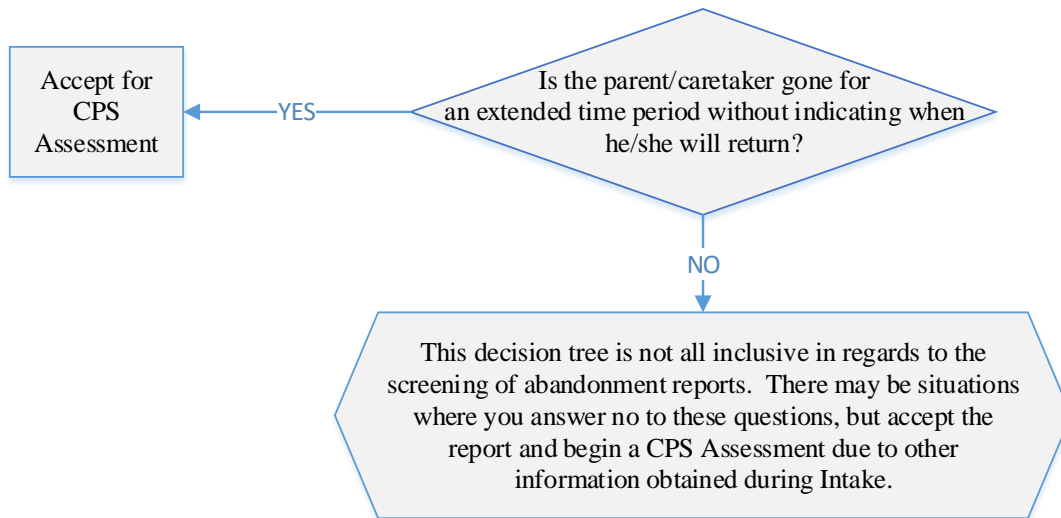 Accept for
CPS
Assessment
YES
Is the parent/caretaker gone for
an extended time period without indicating when
he/she will return?
NO
This decision tree is not all inclusive in regards to the
screening of abandonment reports.  There may be situations
where you answer no to these questions, but accept the
report and begin a CPS Assessment due to other
information obtained during Intake.